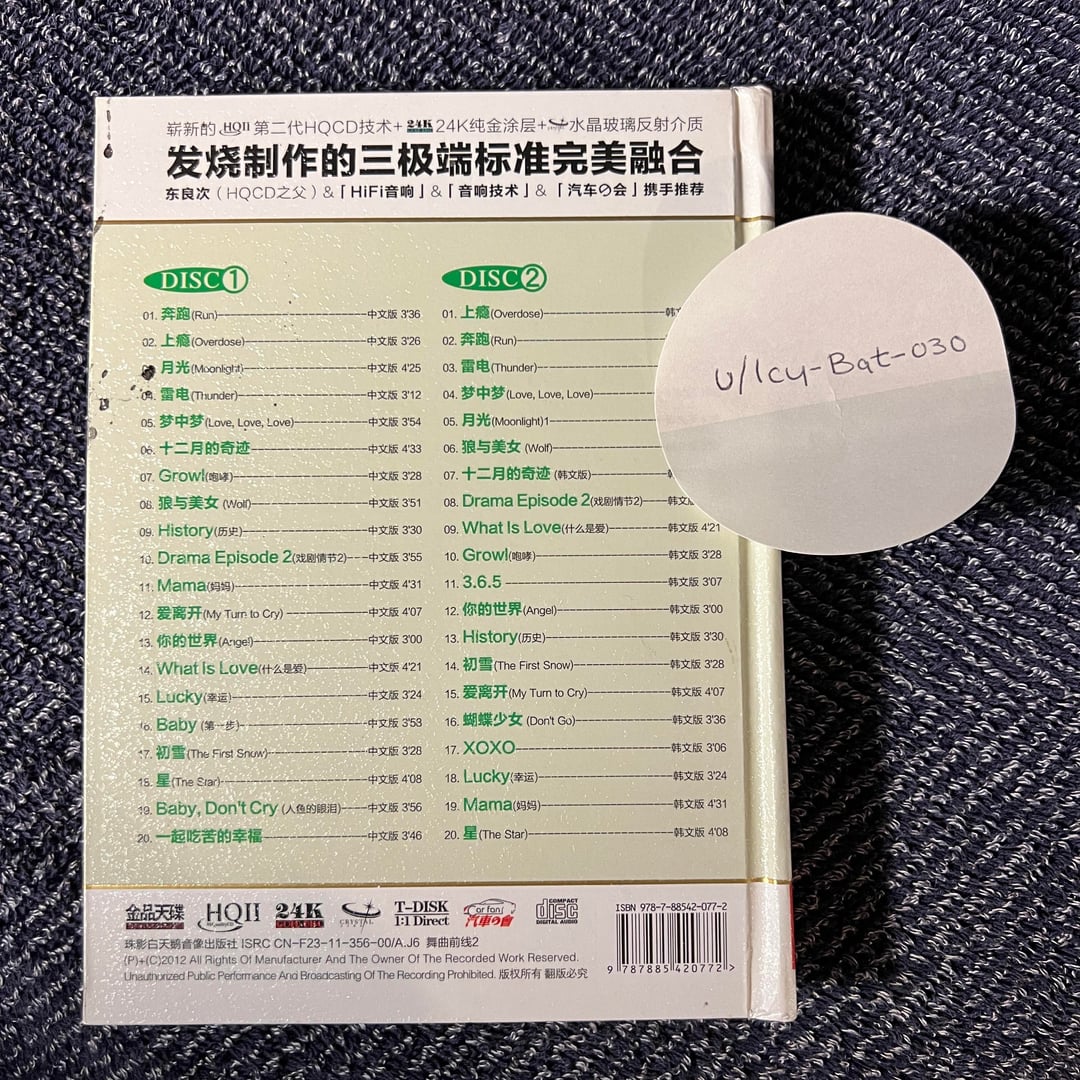 崭新的HQII第二代HQCD技术+24K 24K纯金涂层+水晶玻璃反射介质
发烧制作的三极端标准完美融合
东良次(HQCD之父)&「HiFi音响」&「音响技术」&「汽车の会」携手推荐
DISC1
01. 奔跑(Run)中文版 3'36
02. 上瘾(Overdose)中文版 3'26
月光(Moonlight)中文版 4'25
04. 雷电(Thunder)中文版 3'12
05. 梦中梦(Love, Love, Love)中文版 3'54
06. 十二月的奇迹中文版 4'33
07. Growl(咆哮)中文版 3'28
08. 狼与美女 (Wolf)中文版 3'51
09. History(历史)中文版 3'30
10. Drama Episode 2(戏剧情节2)中文版 3'55
11. Mama(妈妈)中文版 4'31
12. 爱离开(My Turn to Cry)中文版 4'07
13. 你的世界(Angel)中文版 3'00
14. What Is Love(什么是爱)中文版 4'21
15. Lucky(幸运)中文版 3'24
16. Baby (第一步)中文版 3'58
17. 初雪(The First Snow)中文版 3'28
18. 星(The Star)中文版 4'08
19. Baby, Don't Cry (人鱼的眼泪)中文版 3'56
20. 一起吃苦的幸福中文版 3'46
DISC2
01. 上瘾(Overdose)韩
02. 奔跑(Run)
03. 雷电(Thunder)
04. 梦中梦(Love, Love, Love)
05. 月光(Moonlight)1
06. 狼与美女 (Wolf)
07. 十二月的奇迹 (韩文版)
08. Drama Episode 2(戏剧情节2)韩文
09. What Is Love(什么是爱)韩文版 4'21
10. Growl(咆哮)韩文版 3'28
11. 3.6.5韩文版 3'07
12. 你的世界(Angel)韩文版 3'00
13. History(历史)韩文版 3'30
14. 初雪(The First Snow)韩文版 3'28
15. 爱离开(My Turn to Cry)韩文版 4'07
16. 蝴蝶少女 (Don't Go)韩文版 3'36
17. XOXO韩文版 3'06
18. Lucky(幸运)韩文版 3'24
19. Mama(妈妈)韩文版 4'31
20. 星(The Star)韩文版 4'08
u/Icy-Bat-030
金品天碟 HQII 24K CRYSTAL T-DISK 1:1 Direct car fans 汽車の會 COMPACT disc DIGITAL AUDIO
珠影白天鹅音像出版社 ISRC CN-F23-11-356-00/A.J6 舞曲前线2
(P)+(C)2012 All Rights Of Manufacturer And The Owner Of The Recorded Work Reserved.
Unauthorized Public Performance And Broadcasting Of The Recording Prohibited. 版权所有 翻版必究
ISBN 978-7-88542-077-2
9 787885 420772 >